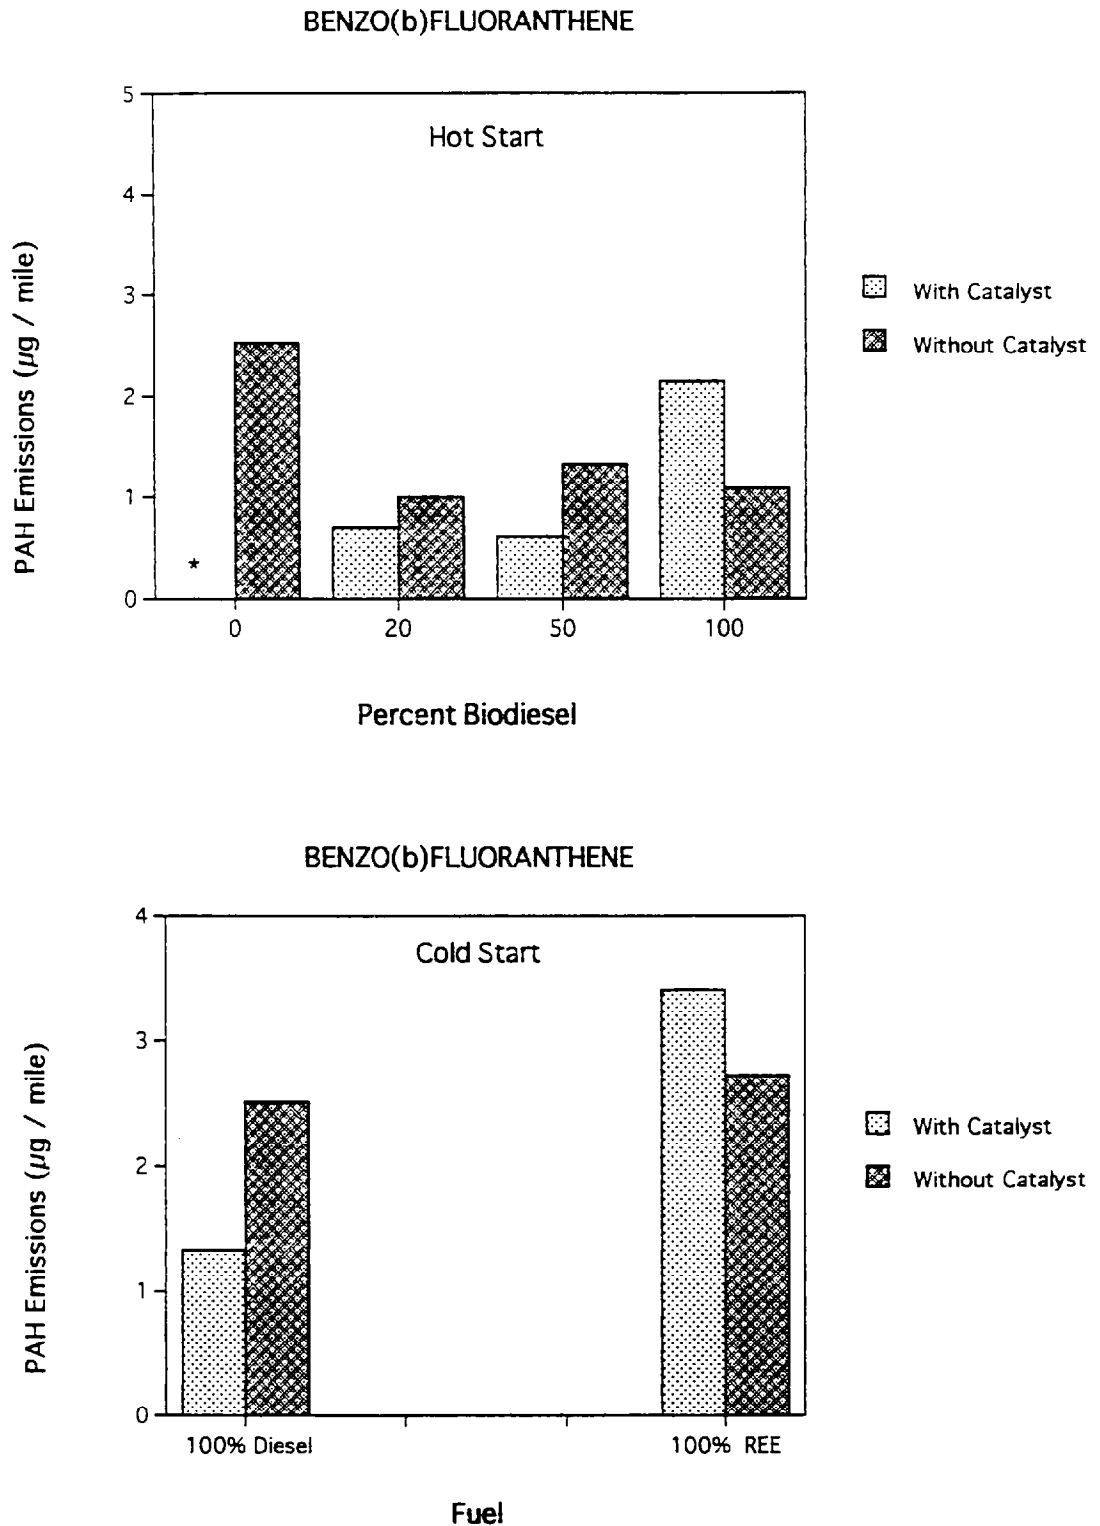 BENZO(b)FLUORANTHENE
5
Hot Start
4
3
2
1
*
0
0 20 50 100
PAH Emissions (µg / mile)
With Catalyst
Without Catalyst
Percent Biodiesel
BENZO(b)FLUORANTHENE
4
Cold Start
3
2
1
0
100% Diesel 100% REE
PAH Emissions (µg / mile)
With Catalyst
Without Catalyst
Fuel